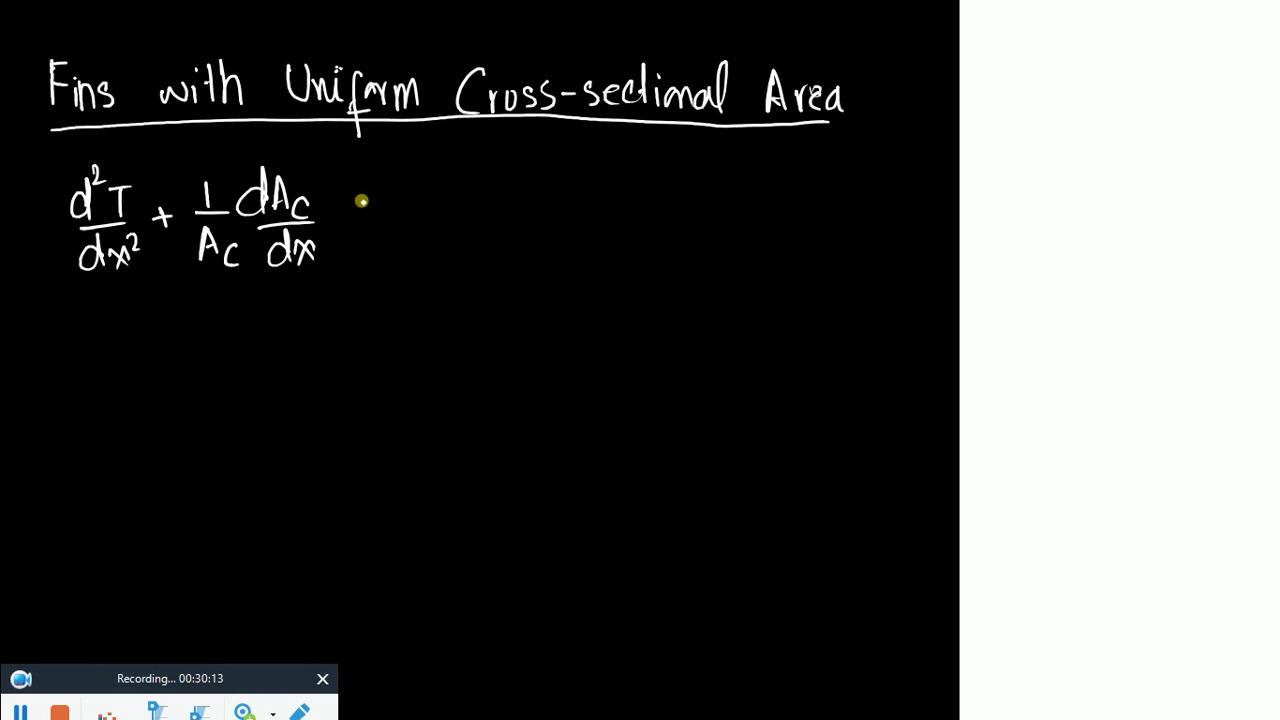 Fins with Uniform Cross-sectional Area
d²T/dx² + 1/Ac dAc/dx
Recording... 00:30:13